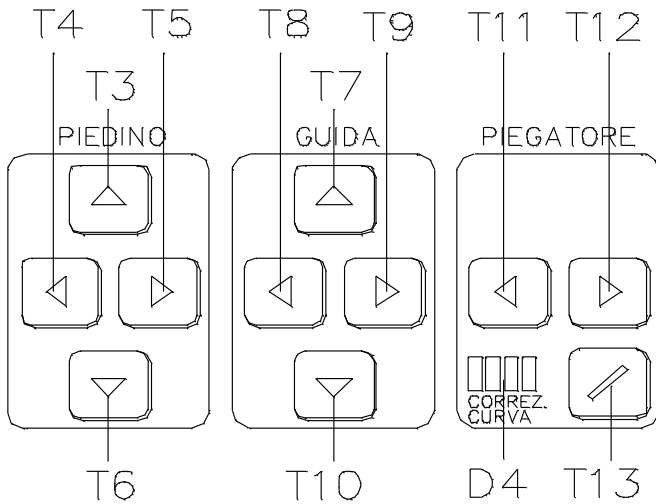 T4 T5 T8 T9 T11 T12
T3 T7
PIEDINO GUIDA PIEGATORE
CORREZ.
CURVA
T6 T10 D4 T13